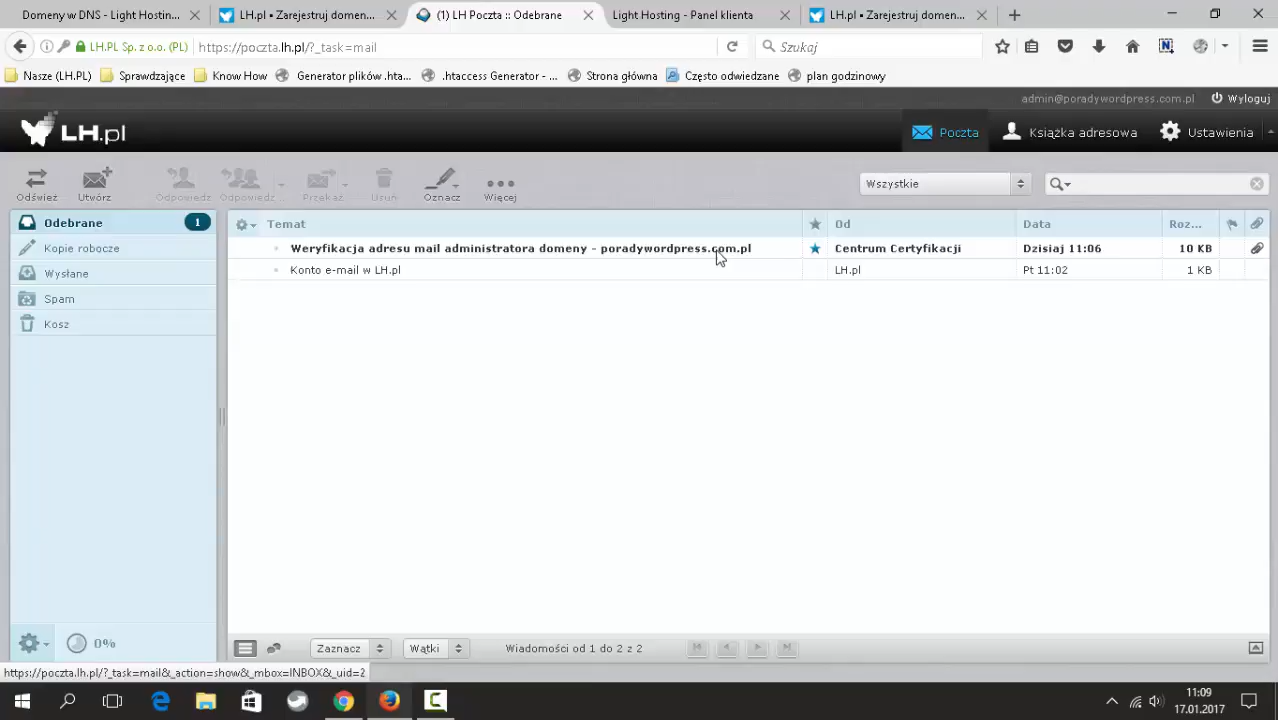 Domeny w DNS - Light Hostin...
LH.pl • Zarejestruj domen...
(1) LH Poczta :: Odebrane
Light Hosting - Panel klienta
LH.pl • Zarejestruj domen...
LH.PL Sp. z o.o. (PL)
https://poczta.lh.pl/?_task=mail
Szukaj
Nasze (LH.PL)
Sprawdzające
Know How
Generator plików .hta...
.htaccess Generator - ...
Strona główna
Często odwiedzane
plan godzinowy
admin@poradywordpress.com.pl
Wyloguj
LH.pl
Poczta
Książka adresowa
Ustawienia
Odśwież
Utwórz
Odpowiedz
Odpowiedz...
Przekaż
Usuń
Oznacz
Więcej
Wszystkie
Odebrane
1
Kopie robocze
Wysłane
Spam
Kosz
Temat
Od
Data
Roz...
Weryfikacja adresu mail administratora domeny - poradywordpress.com.pl
Centrum Certyfikacji
Dzisiaj 11:06
10 KB
Konto e-mail w LH.pl
LH.pl
Pt 11:02
1 KB
0%
Zaznacz
Wątki
Wiadomości od 1 do 2 z 2
https://poczta.lh.pl/?_task=mail&_action=show&_mbox=INBOX&_uid=2
11:09
17.01.2017